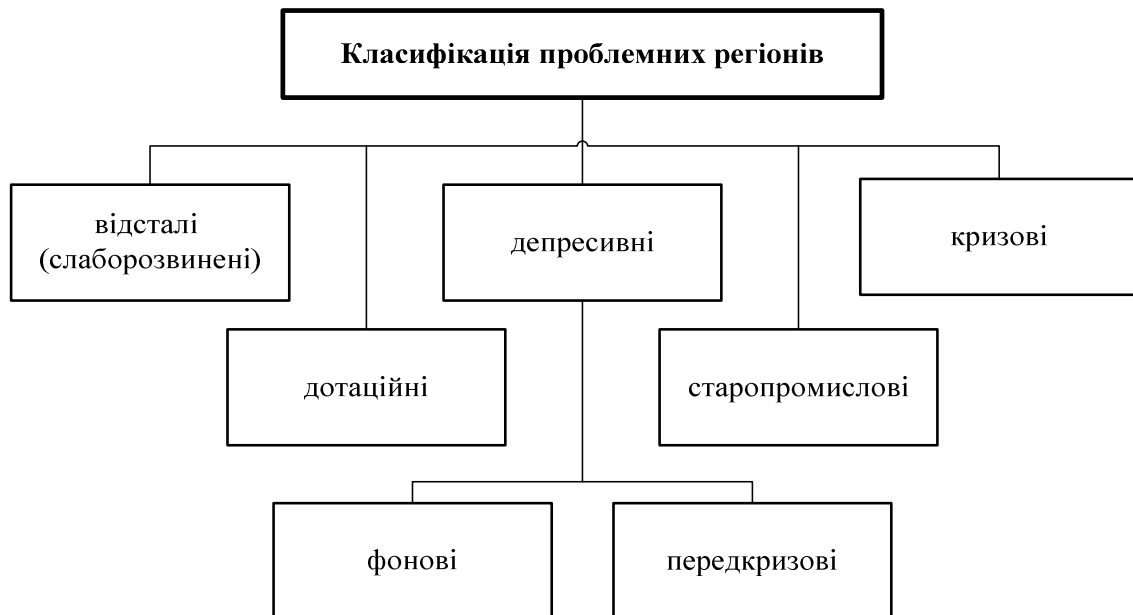 Класифікація проблемних регіонів
відсталі
(слаборозвинені)
депресивні
кризові
дотаційні
старопромислові
фонові
передкризові